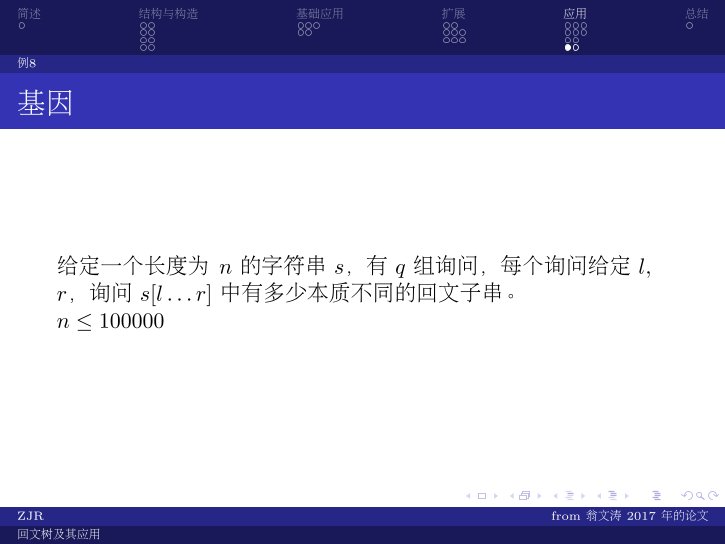 简述 结构与构造 基础应用 扩展 应用 总结
例8
基因
给定一个长度为 n 的字符串 s，有 q 组询问，每个询问给定 l,
r，询问 s[l . . . r] 中有多少本质不同的回文子串。
n ≤ 100000
ZJR from 翁文涛 2017 年的论文
回文树及其应用